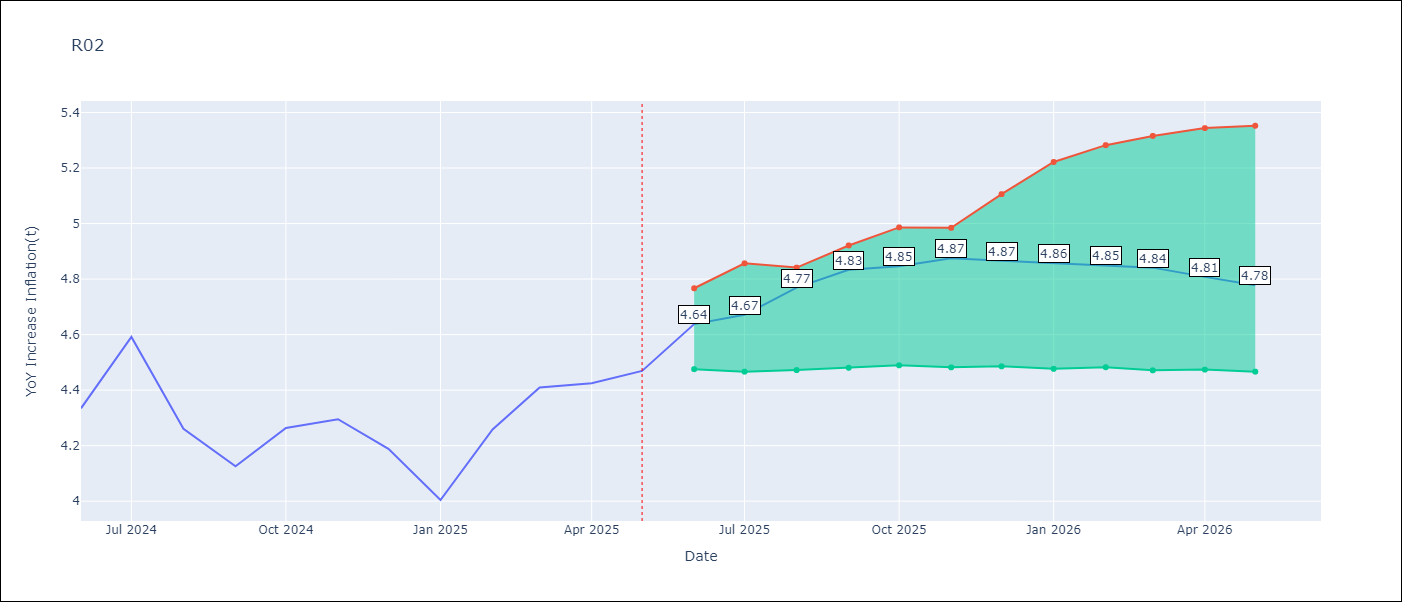 R02
5.4
5.2
5
4.8
4.6
4.4
4.2
4
YoY Increase Inflation(t)
4.64
4.67
4.77
4.83
4.85
4.87
4.87
4.86
4.85
4.84
4.81
4.78
Jul 2024
Oct 2024
Jan 2025
Apr 2025
Jul 2025
Oct 2025
Jan 2026
Apr 2026
Date